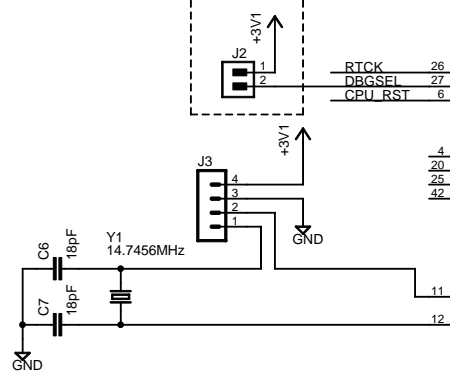 +3V1
J2
1
2
RTCK 26
DBGSEL 27
CPU_RST 6
+3V1
J3
4
3
2
1
4
20
25
42
GND
C6
18pF
Y1
14.7456MHz
C7
18pF
11
12
GND